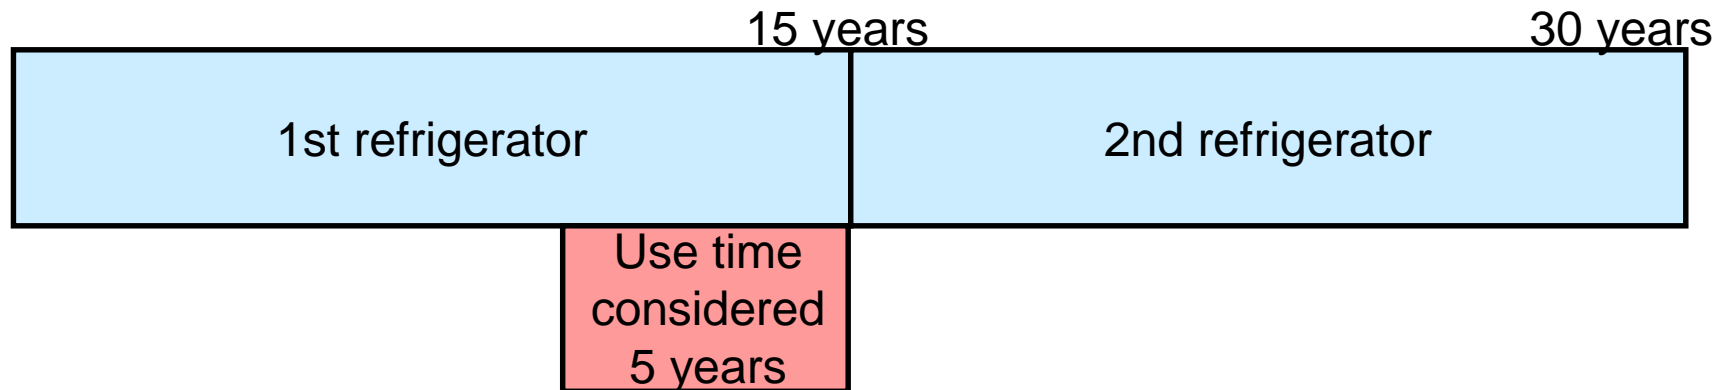 15 years
30 years
1st refrigerator
2nd refrigerator
Use time
considered
5 years